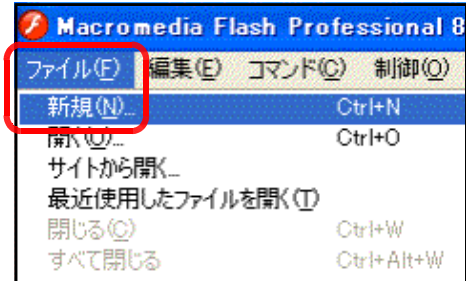 Macromedia Flash Professional 8
ファイル(F) 編集(E) コマンド(C) 制御(O)
新規(N)... Ctrl+N
開く(O)... Ctrl+O
サイトから開く...
最近使用したファイルを開く(T)
閉じる(C) Ctrl+W
すべて閉じる Ctrl+Alt+W